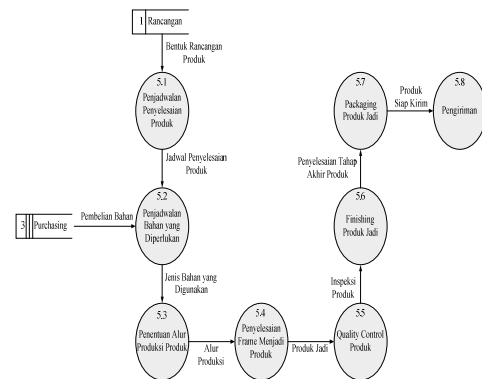 1 Rancangan
Bentuk Rancangan
Produk
5.1
Penjadwalan
Penyelesaian
Produk
Jadwal Penyelesaian
Produk
3 Purchasing
Pembelian Bahan
5.2
Penjadwalan
Bahan yang
Diperlukan
Jenis Bahan yang
Digunakan
5.3
Penentuan Alur
Produksi Produk
Alur
Produksi
5.4
Penyelesaian
Frame Menjadi
Produk
Produk Jadi
5.5
Quality Control
Produk
Inspeksi
Produk
5.6
Finishing
Produk Jadi
Penyelesaian Tahap
Akhir Produk
5.7
Packaging
Produk Jadi
Produk
Siap Kirim
5.8
Pengiriman